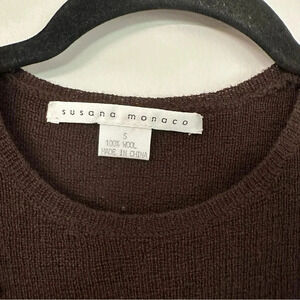 susana monaco
S
100% WOOL
MADE IN CHINA